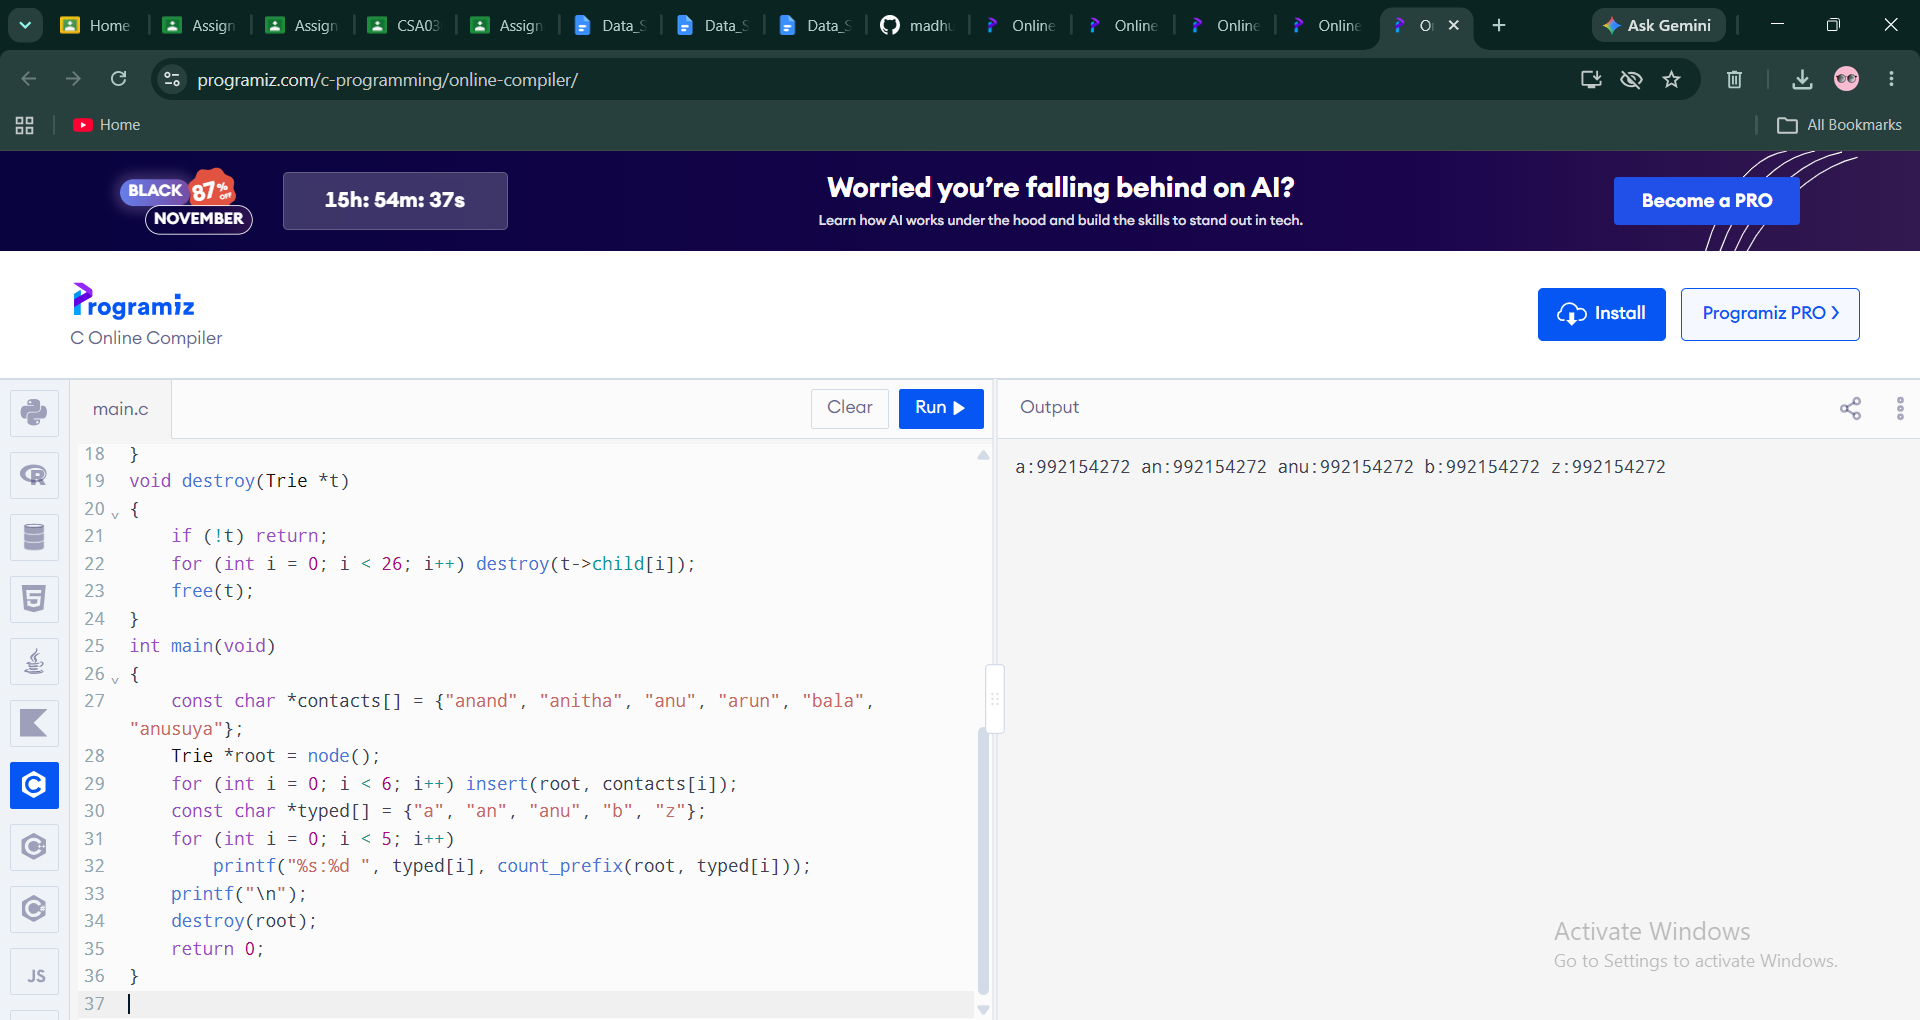 Home
Assign
Assign
CSA03
Assign
Data_S
Data_S
Data_S
madhu
Online
Online
Online
Online
O
Ask Gemini
programiz.com/c-programming/online-compiler/
Home
All Bookmarks
BLACK 87% OFF
NOVEMBER
15h: 54m: 37s
Worried you’re falling behind on AI?
Learn how AI works under the hood and build the skills to stand out in tech.
Become a PRO
Programiz
C Online Compiler
Install
Programiz PRO >
main.c
Clear
Run
Output
18 }
19 void destroy(Trie *t)
20 {
21 if (!t) return;
22 for (int i = 0; i < 26; i++) destroy(t->child[i]);
23 free(t);
24 }
25 int main(void)
26 {
27 const char *contacts[] = {"anand", "anitha", "anu", "arun", "bala",
"anusuya"};
28 Trie *root = node();
29 for (int i = 0; i < 6; i++) insert(root, contacts[i]);
30 const char *typed[] = {"a", "an", "anu", "b", "z"};
31 for (int i = 0; i < 5; i++)
32 printf("%s:%d ", typed[i], count_prefix(root, typed[i]));
33 printf("\n");
34 destroy(root);
35 return 0;
36 }
37
a:992154272 an:992154272 anu:992154272 b:992154272 z:992154272
JS
Activate Windows
Go to Settings to activate Windows.